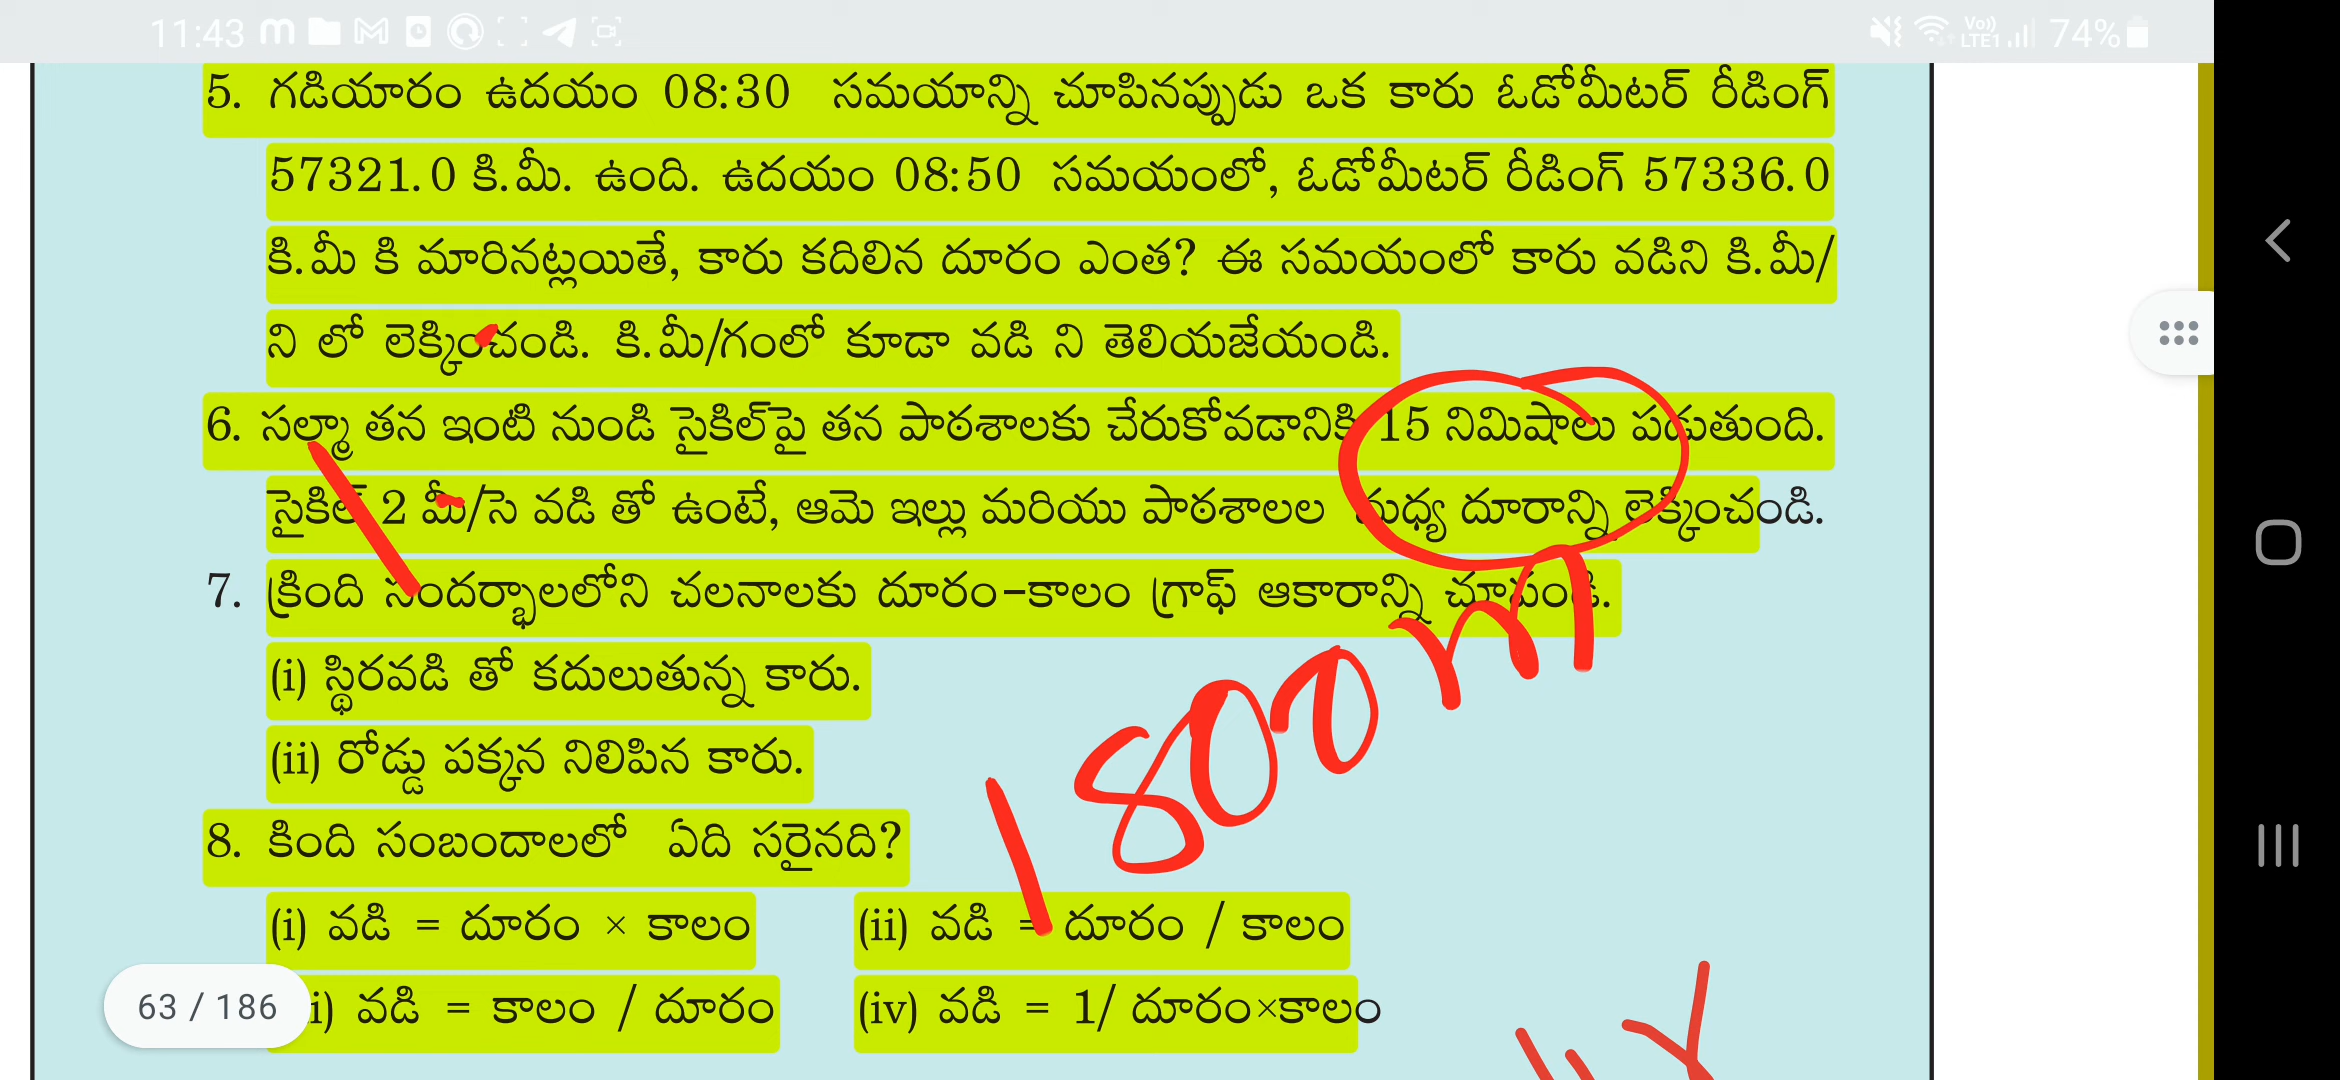 11:43
Vo)) LTE1 74%
5. గడియారం ఉదయం 08:30 సమయాన్ని చూపినప్పుడు ఒక కారు ఓడోమీటర్ రీడింగ్
57321.0 కి.మీ. ఉంది. ఉదయం 08:50 సమయంలో, ఓడోమీటర్ రీడింగ్ 57336.0
కి.మీ కి మారినట్లయితే, కారు కదిలిన దూరం ఎంత? ఈ సమయంలో కారు వడిని కి.మీ/
ని లో లెక్కించండి. కి.మీ/గంలో కూడా వడి ని తెలియజేయండి.
6. సల్మా తన ఇంటి నుండి సైకిల్‌పై తన పాఠశాలకు చేరుకోవడానికి 15 నిమిషాలు పడుతుంది.
సైకిల్ 2 మీ/సె వడి తో ఉంటే, ఆమె ఇల్లు మరియు పాఠశాలల మధ్య దూరాన్ని లెక్కించండి.
7. క్రింది సందర్భాలలోని చలనాలకు దూరం-కాలం గ్రాఫ్ ఆకారాన్ని చూపండి.
(i) స్థిరవడి తో కదులుతున్న కారు.
(ii) రోడ్డు పక్కన నిలిపిన కారు.
1800 m
8. కింది సంబందాలలో ఏది సరైనది?
(i) వడి = దూరం × కాలం (ii) వడి = దూరం / కాలం
i) వడి = కాలం / దూరం (iv) వడి = 1/ దూరం×కాలం
63 / 186